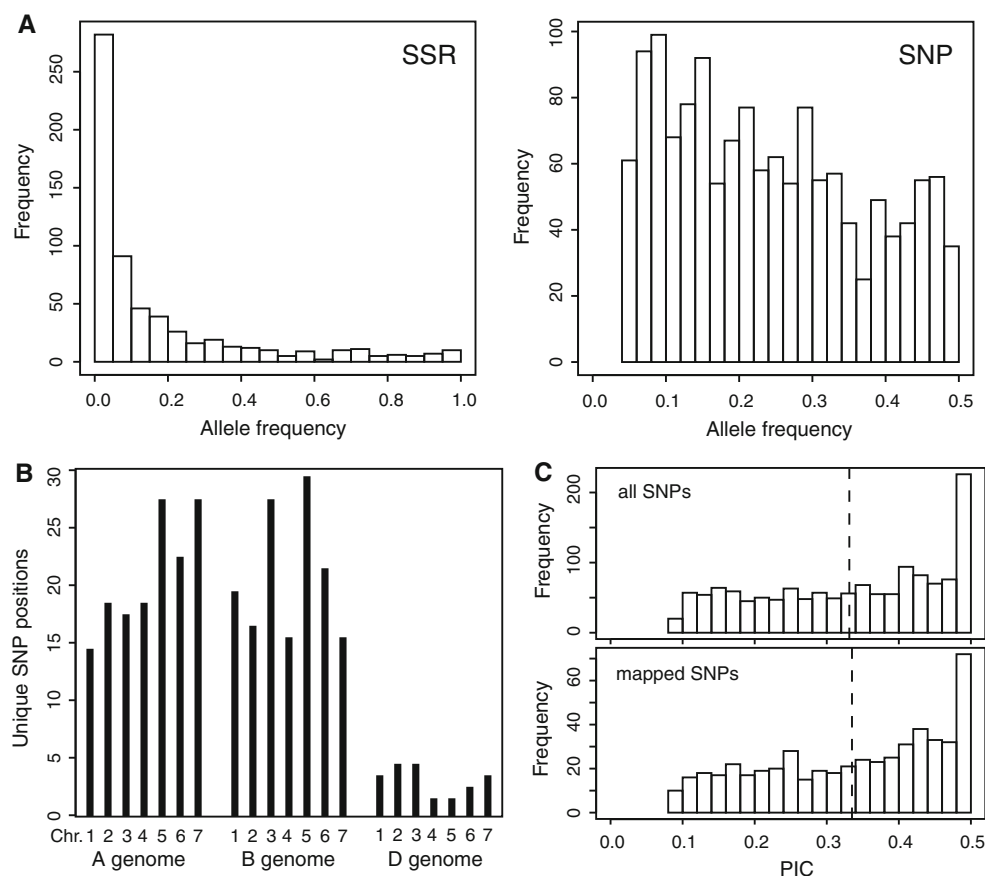 A
SSR
Frequency
0 50 100 150 200 250
0.0 0.2 0.4 0.6 0.8 1.0
Allele frequency
SNP
Frequency
0 20 40 60 80 100
0.0 0.1 0.2 0.3 0.4 0.5
Allele frequency
B
Unique SNP positions
0 5 10 15 20 25 30
Chr. 1 2 3 4 5 6 7 1 2 3 4 5 6 7 1 2 3 4 5 6 7
A genome B genome D genome
C
all SNPs
Frequency
0 100 200
mapped SNPs
Frequency
0 20 40 60
0.0 0.1 0.2 0.3 0.4 0.5
PIC